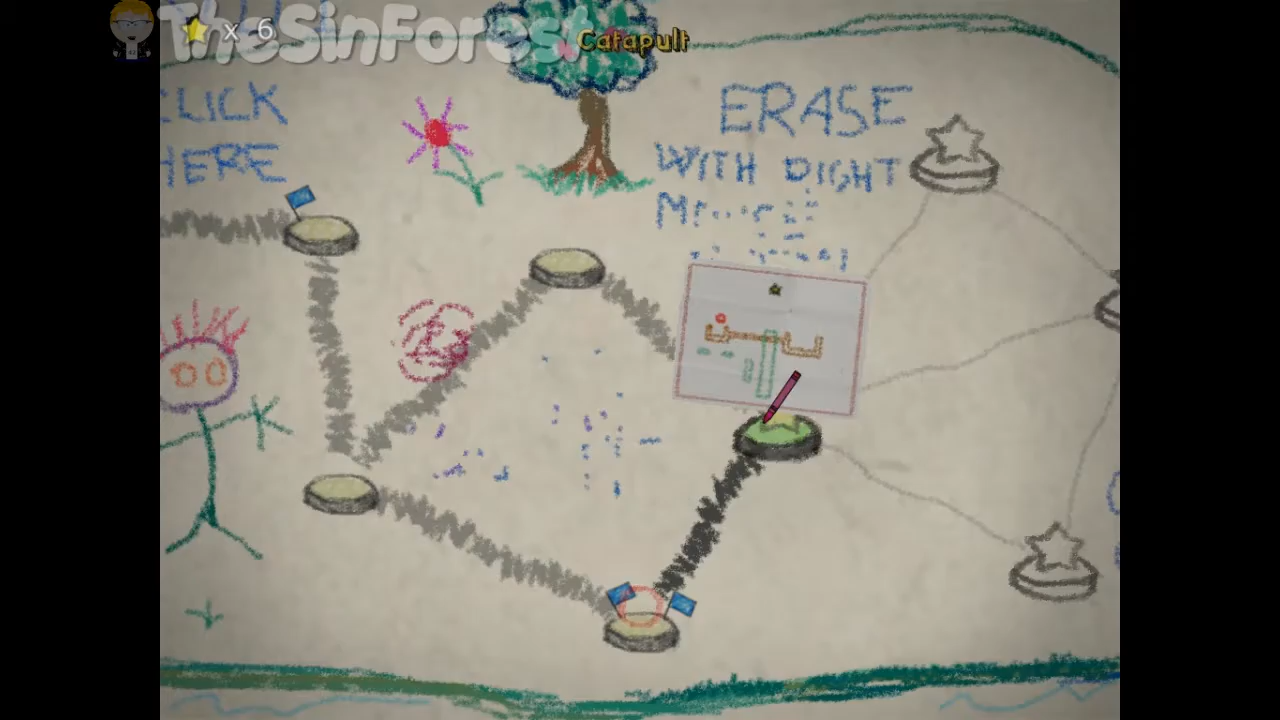 TheSinForest
x 6
Catapult
CLICK
HERE
ERASE
WITH RIGHT